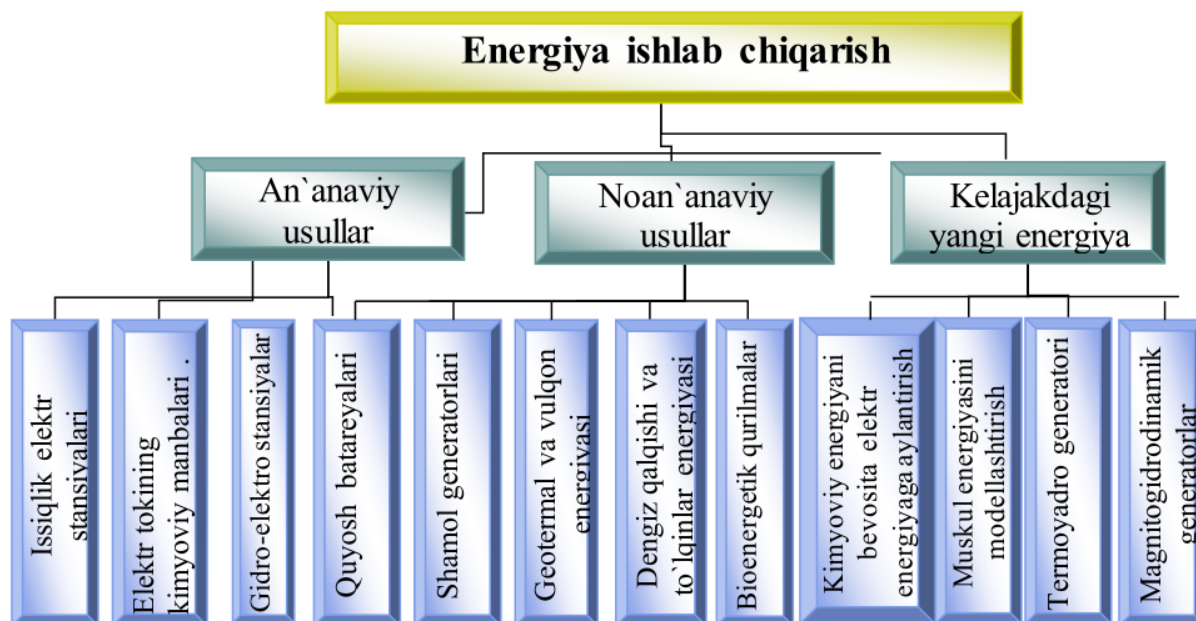 Energiya ishlab chiqarish
An`anaviy
usullar
Noan`anaviy
usullar
Kelajakdagi
yangi energiya
Issiqlik elektr
stansivalari
Elektr tokining
kimyoviy manbalari .
Gidro-elektro stansiyalar
Quyosh batareyalari
Shamol generatorlari
Geotermal va vulqon
energivasi
Dengiz qalqishi va
to`lqinlar energiyasi
Bioenergetik qurilmalar
Kimyoviy energiyani
bevosita elektr
energiyaga aylantirish
Muskul energiyasini
modellashtirish
Termoyadro generatori
Magnitogidrodinamik
generatorlar